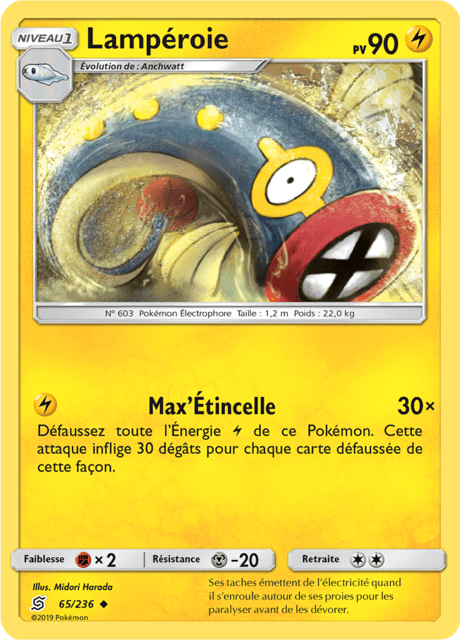 NIVEAU 1
Lampéroie
PV 90
Évolution de : Anchwatt
N° 603 Pokémon Électrophore Taille : 1,2 m Poids : 22,0 kg
Max'Étincelle 30×
Défaussez toute l'Énergie de ce Pokémon. Cette
attaque inflige 30 dégâts pour chaque carte défaussée de
cette façon.
Faiblesse ×2 Résistance -20 Retraite
Illus. Midori Harada
65/236
©2019 Pokémon
Ses taches émettent de l'électricité quand
il s'enroule autour de ses proies pour les
paralyser avant de les dévorer.